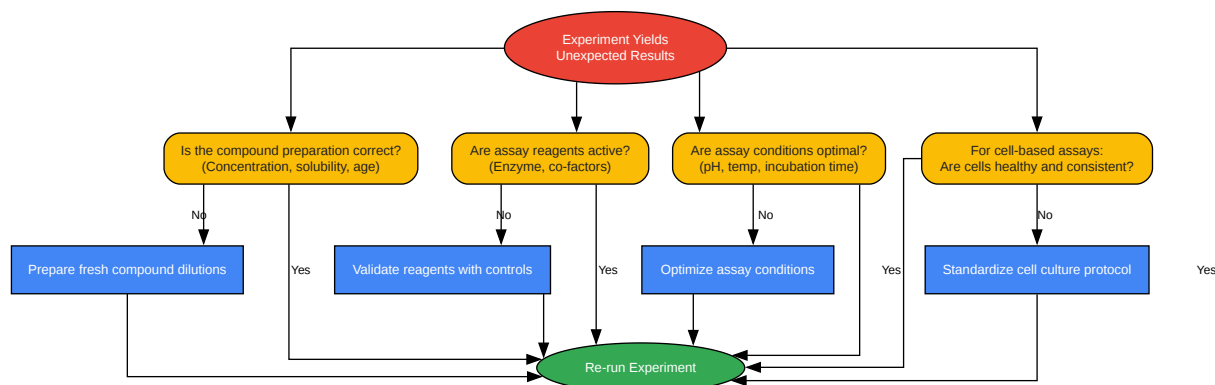 Experiment Yields
Unexpected Results
Is the compound preparation correct?
(Concentration, solubility, age)
Are assay reagents active?
(Enzyme, co-factors)
Are assay conditions optimal?
(pH, temp, incubation time)
For cell-based assays:
Are cells healthy and consistent?
No
No
No
No
Prepare fresh compound dilutions
Yes
Validate reagents with controls
Yes
Optimize assay conditions
Yes
Standardize cell culture protocol
Yes
Re-run Experiment